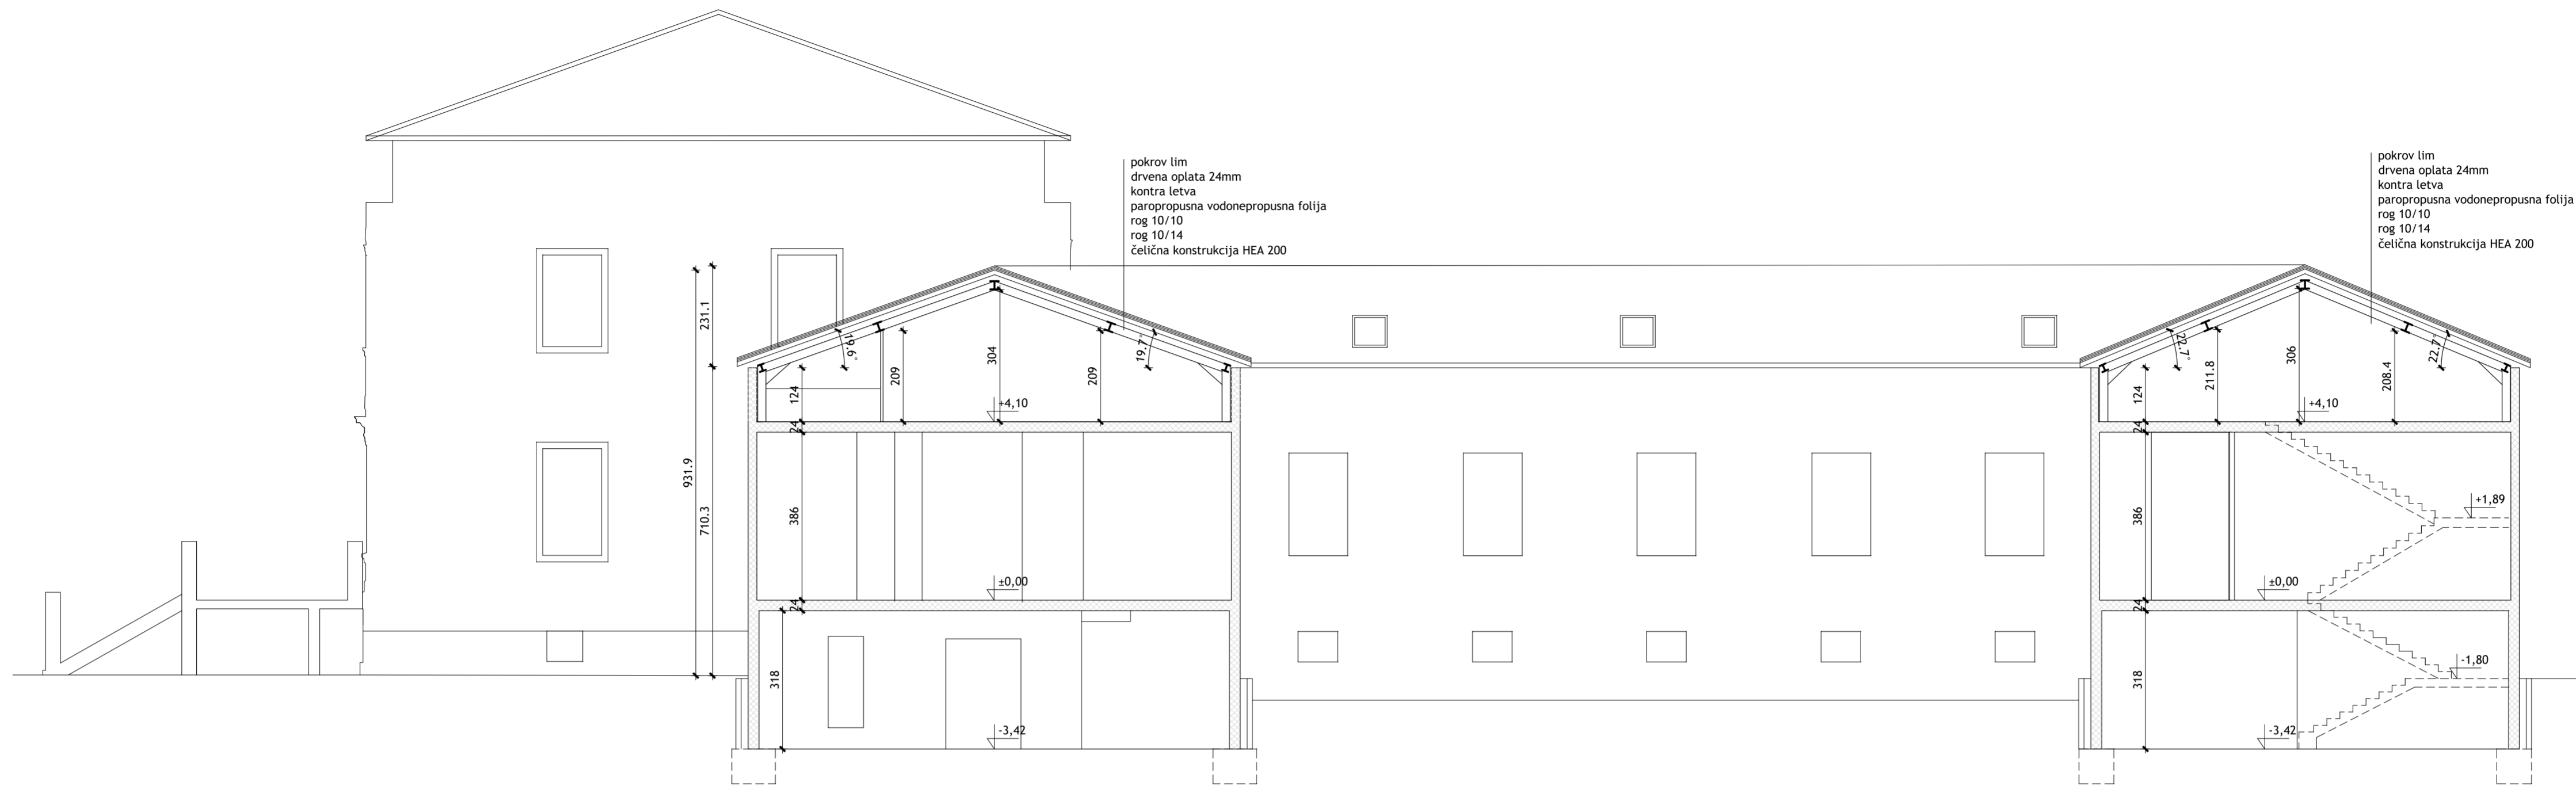 pokrov lim
drvena oplata 24mm
kontra letva
paropropusna vodonepropusna folija
rog 10/10
rog 10/14
čelična konstrukcija HEA 200
pokrov lim
drvena oplata 24mm
kontra letva
paropropusna vodonepropusna folija
rog 10/10
rog 10/14
čelična konstrukcija HEA 200
931.9
231.1
710.3
19.6°
19.7°
124
209
304
209
+4,10
24
386
±0,00
24
318
-3,42
22.7°
22.7°
124
211.8
306
208.4
+4,10
24
386
+1,89
±0,00
24
318
-1,80
-3,42